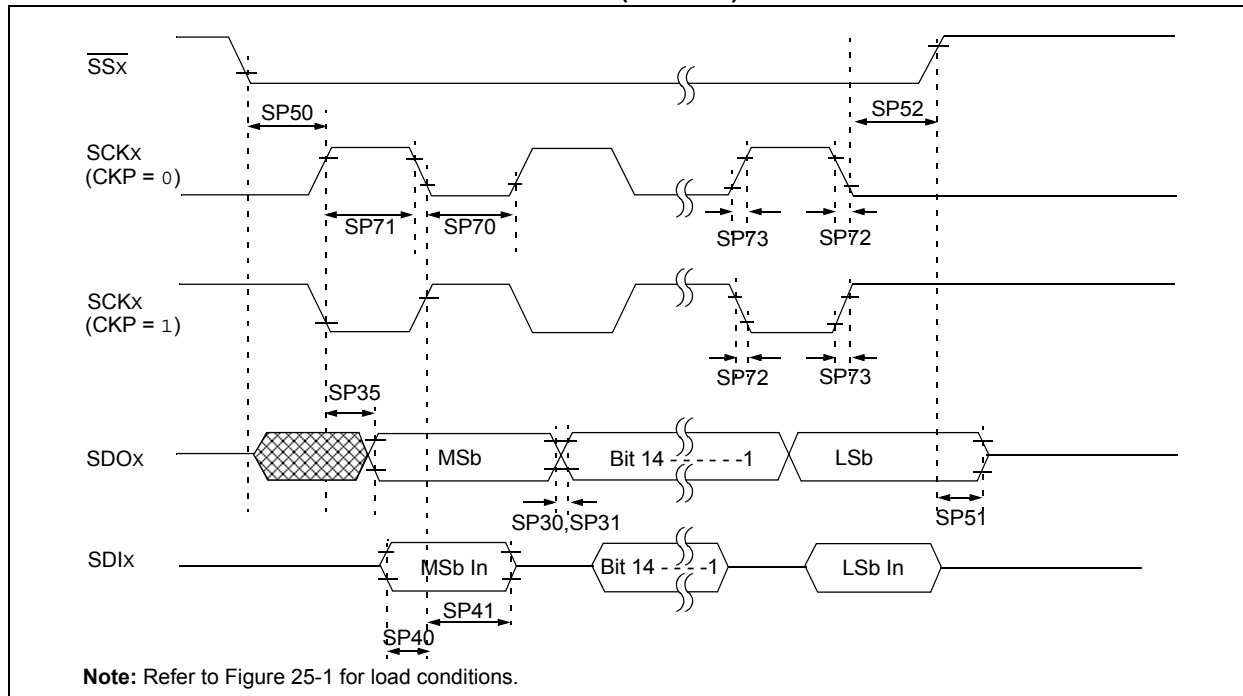 SSx
SP50
SP52
SCKx
(CKP = 0)
SP71
SP70
SP73
SP72
SCKx
(CKP = 1)
SP72
SP73
SP35
SDOx
MSb
Bit 14 - - - - - -1
LSb
SP30,SP31
SP51
SDIx
MSb In
Bit 14 - - - - -1
LSb In
SP41
SP40
Note: Refer to Figure 25-1 for load conditions.